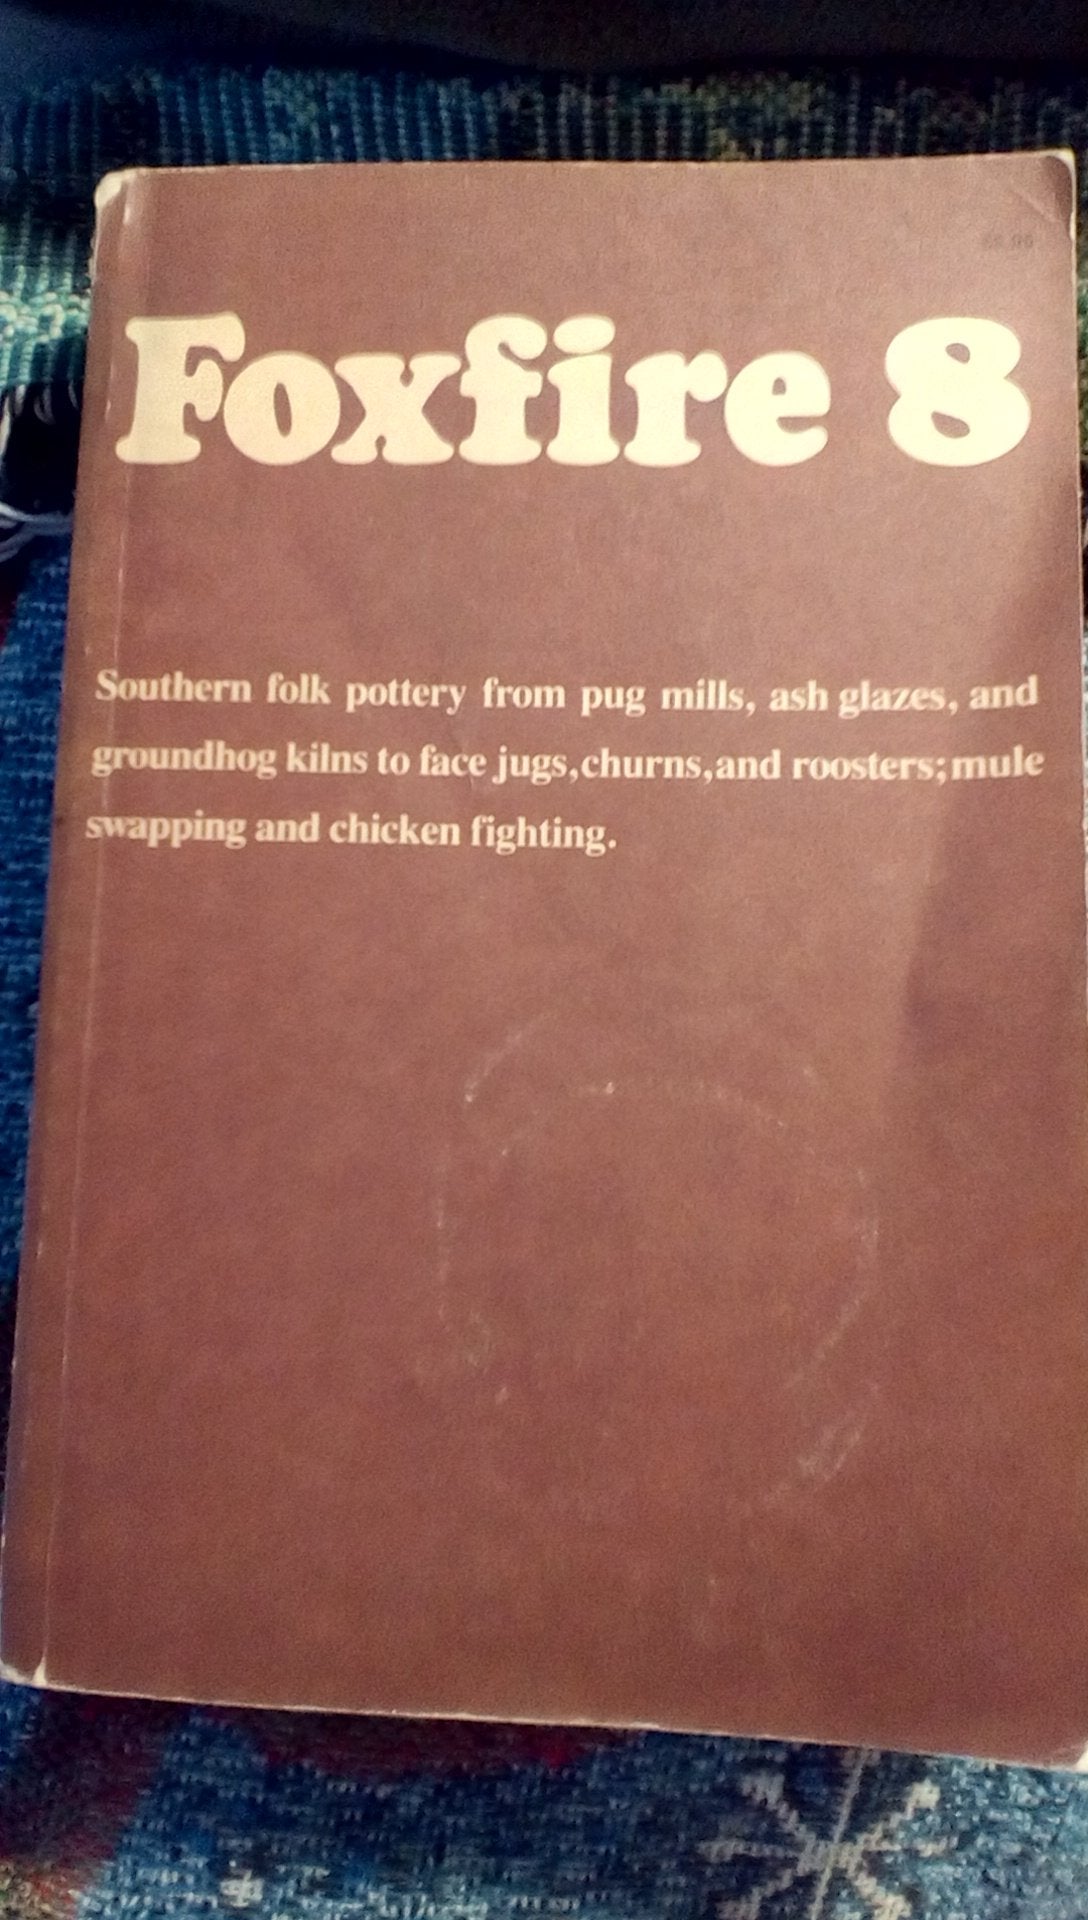 Foxfire 8
Southern folk pottery from pug mills, ash glazes, and
groundhog kilns to face jugs,churns,and roosters;mule
swapping and chicken fighting.